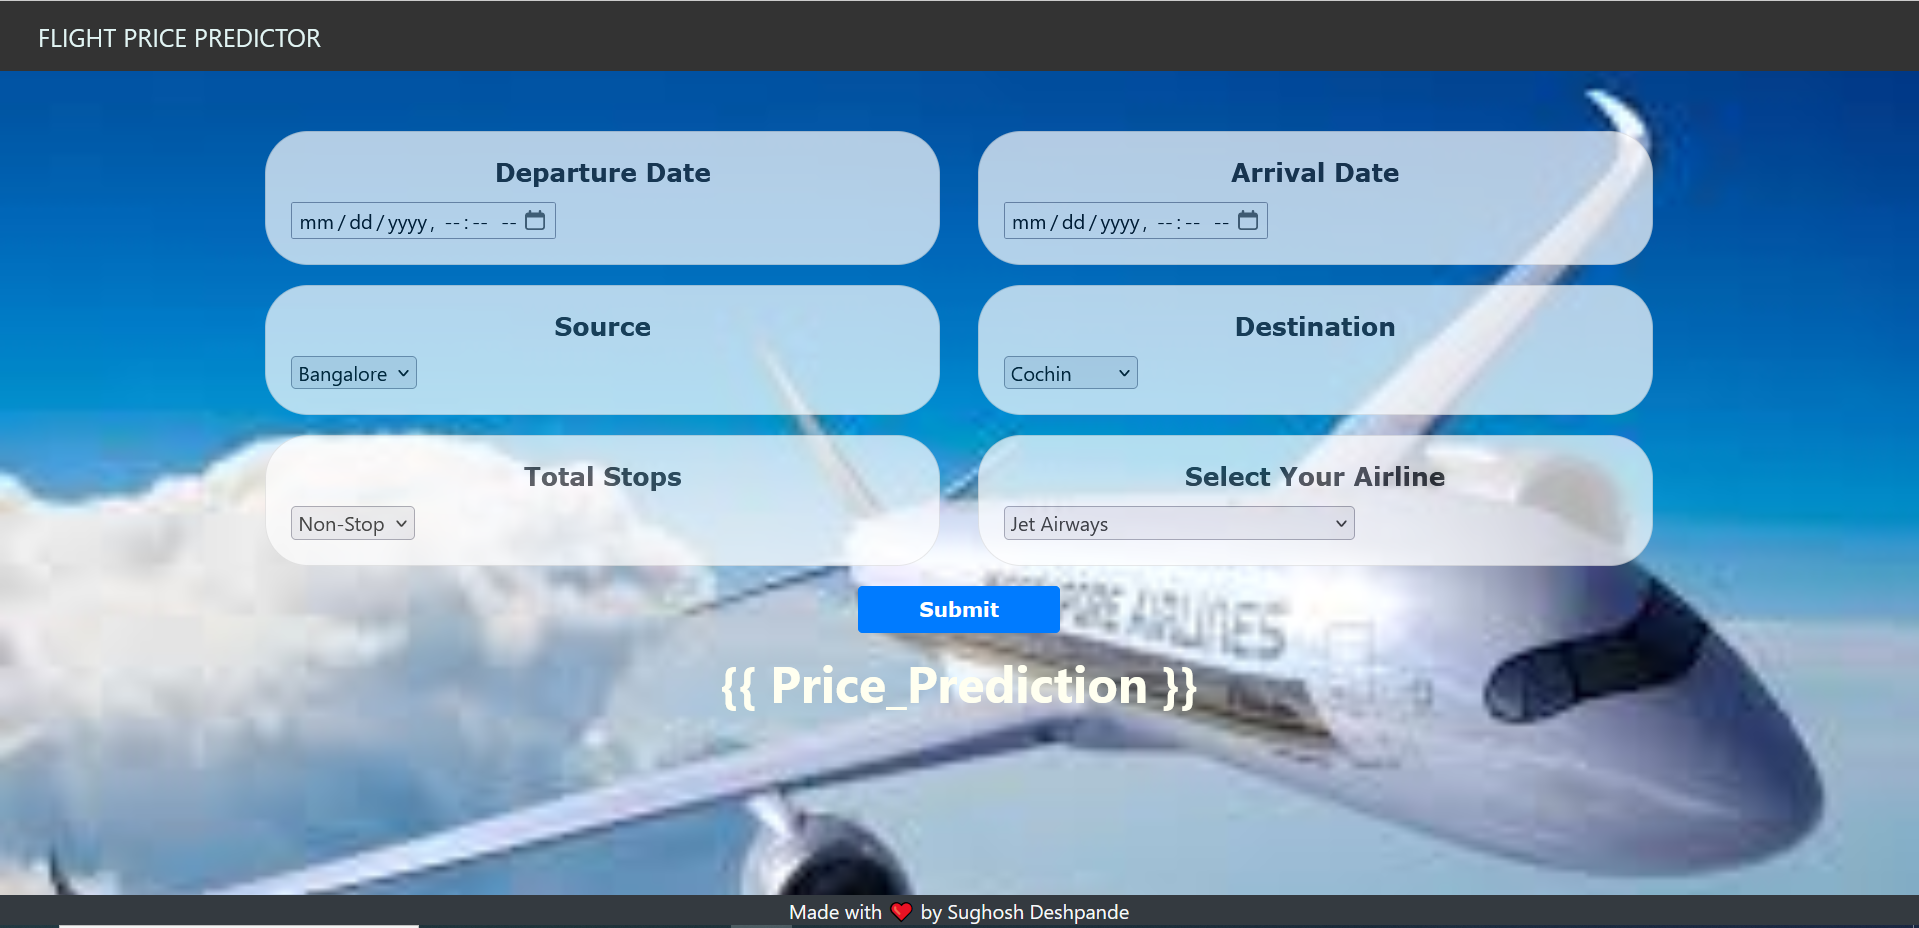 FLIGHT PRICE PREDICTOR
Departure Date
mm/dd/yyyy, --:-- --
Arrival Date
mm/dd/yyyy, --:-- --
Source
Bangalore
Destination
Cochin
Total Stops
Non-Stop
Select Your Airline
Jet Airways
Submit
AIRLINES
{{ Price_Prediction }}
Made with ❤️ by Sughosh Deshpande